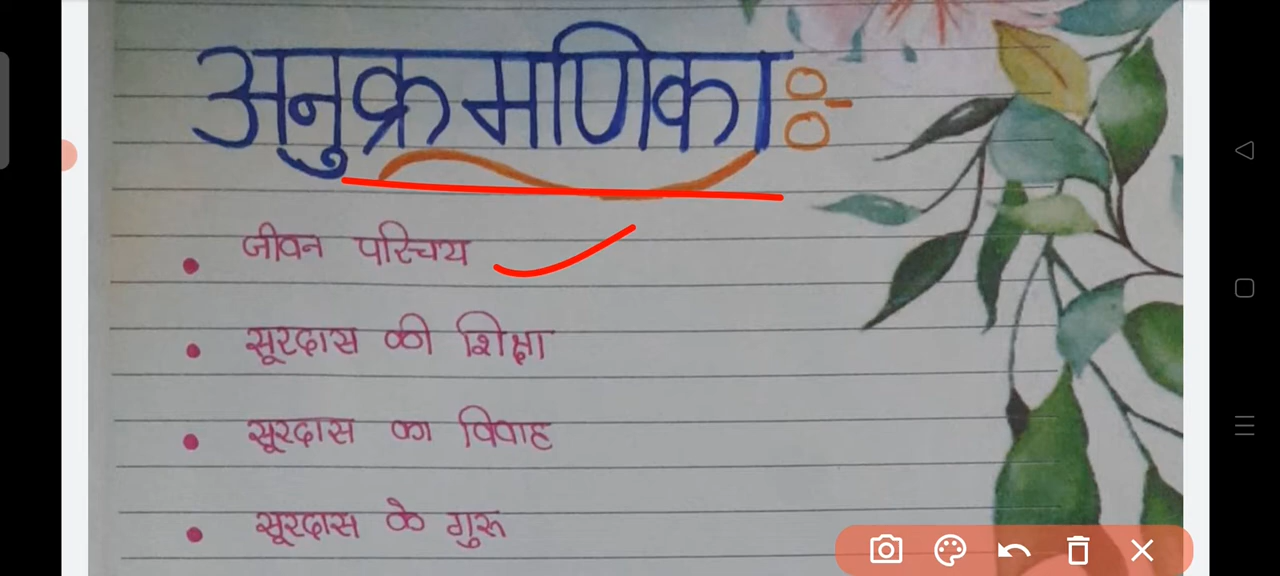 अनुक्रमणिका :-
जीवन परिचय
सूरदास की शिक्षा
सूरदास का विवाह
सूरदास के गुरू